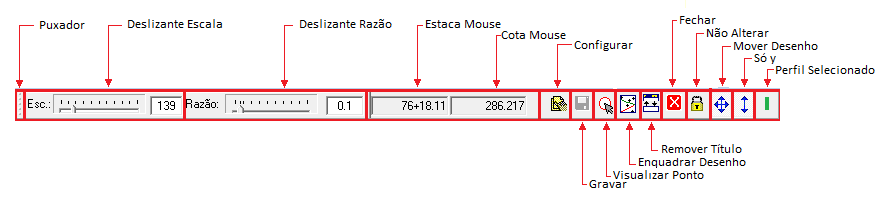 Fechar
Puxador
Deslizante Escala
Deslizante Razão
Estaca Mouse
Não Alterar
Cota Mouse
Configurar
Mover Desenho
Só y
Perfil Selecionado
Esc.: 139 Razão: 0.1 76+18.11 286.217
Remover Título
Enquadrar Desenho
Visualizar Ponto
Gravar